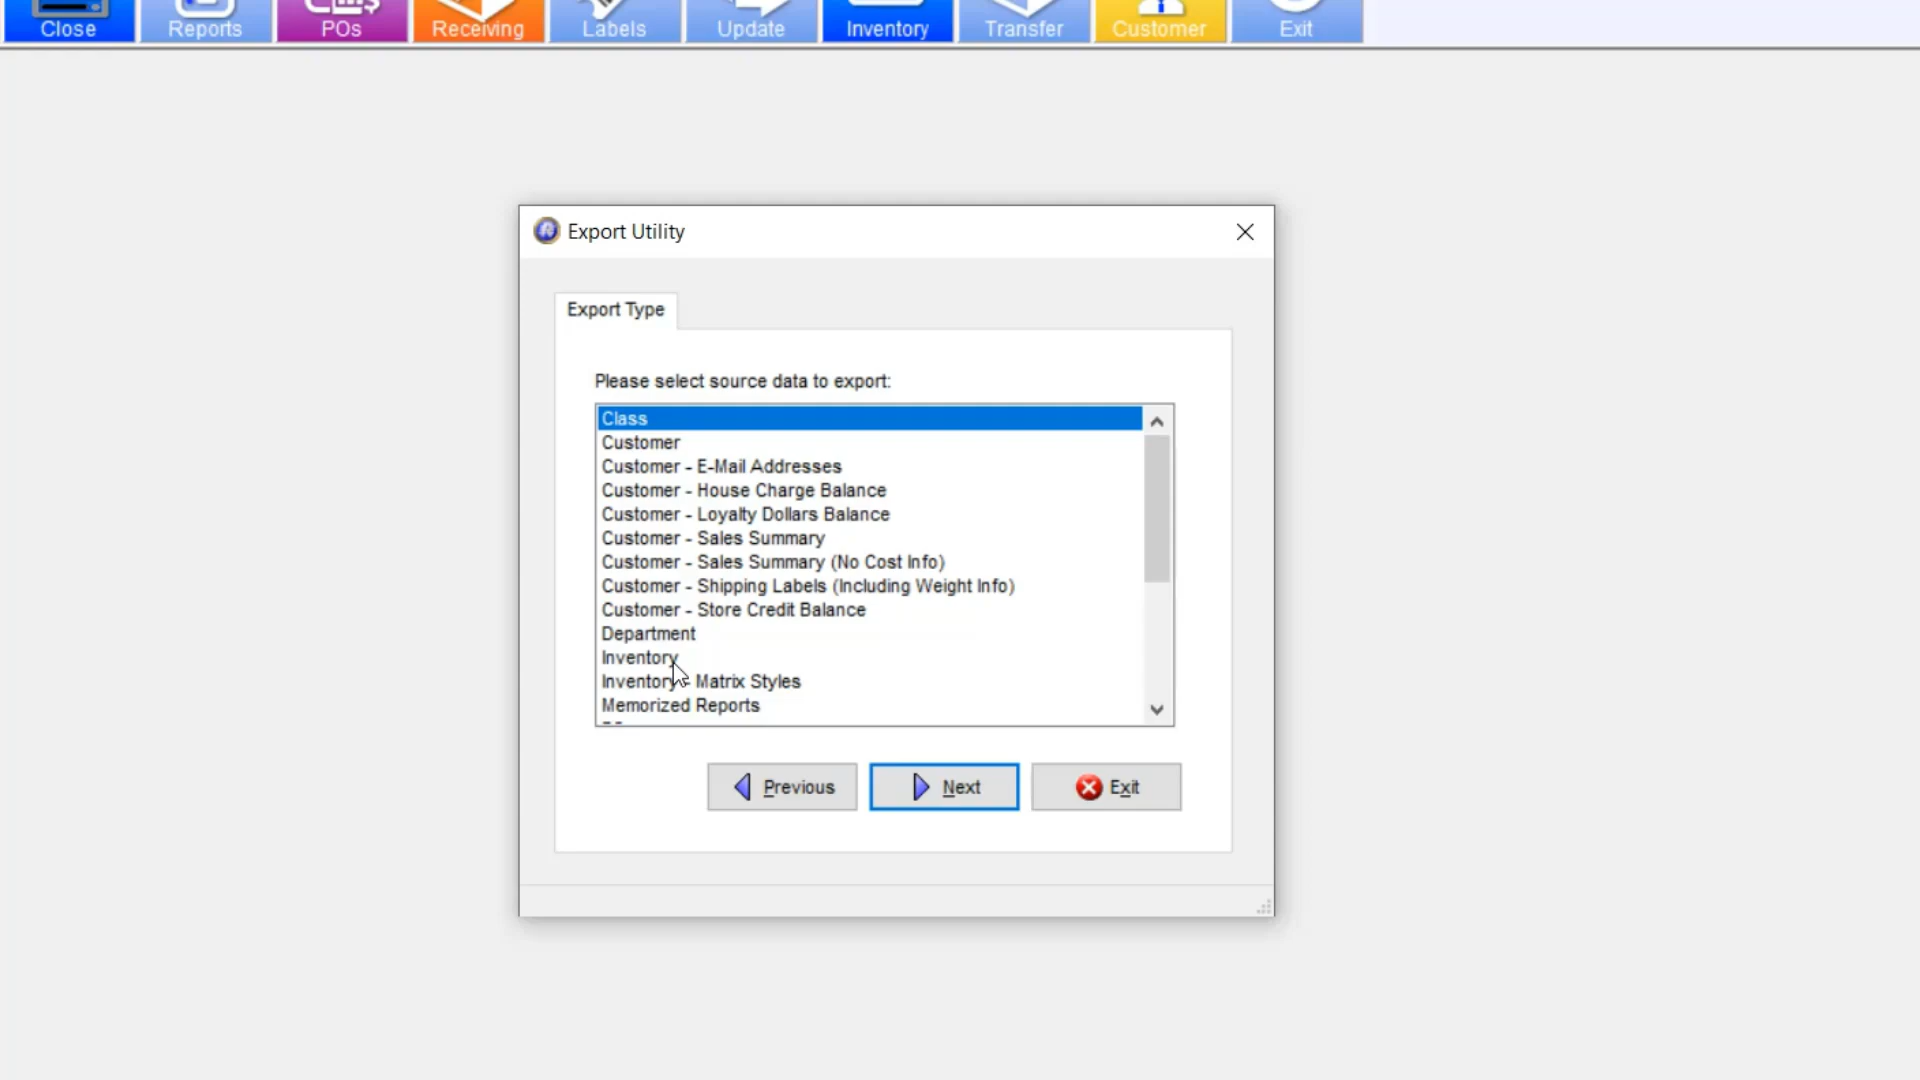 Close Reports POs Receiving Labels Update Inventory Transfer Customer Exit
Export Utility
Export Type
Please select source data to export:
Class
Customer
Customer - E-Mail Addresses
Customer - House Charge Balance
Customer - Loyalty Dollars Balance
Customer - Sales Summary
Customer - Sales Summary (No Cost Info)
Customer - Shipping Labels (Including Weight Info)
Customer - Store Credit Balance
Department
Inventory
Inventory - Matrix Styles
Memorized Reports
Previous Next Exit